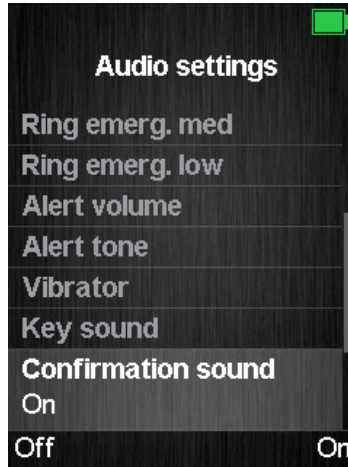 Audio settings
Ring emerg. med
Ring emerg. low
Alert volume
Alert tone
Vibrator
Key sound
Confirmation sound
On
Off On